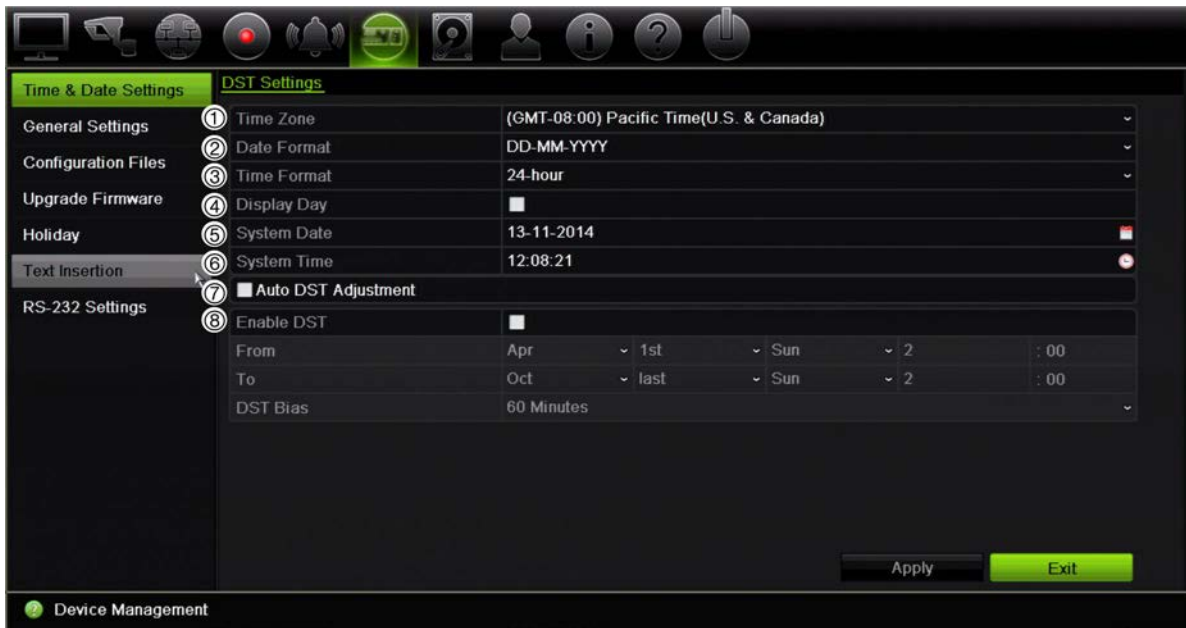 Time & Date Settings
General Settings
Configuration Files
Upgrade Firmware
Holiday
Text Insertion
RS-232 Settings
DST Settings
① Time Zone (GMT-08:00) Pacific Time(U.S. & Canada)
② Date Format DD-MM-YYYY
③ Time Format 24-hour
④ Display Day
⑤ System Date 13-11-2014
⑥ System Time 12:08:21
⑦ Auto DST Adjustment
⑧ Enable DST
From Apr 1st Sun 2 : 00
To Oct last Sun 2 : 00
DST Bias 60 Minutes
Apply Exit
Device Management